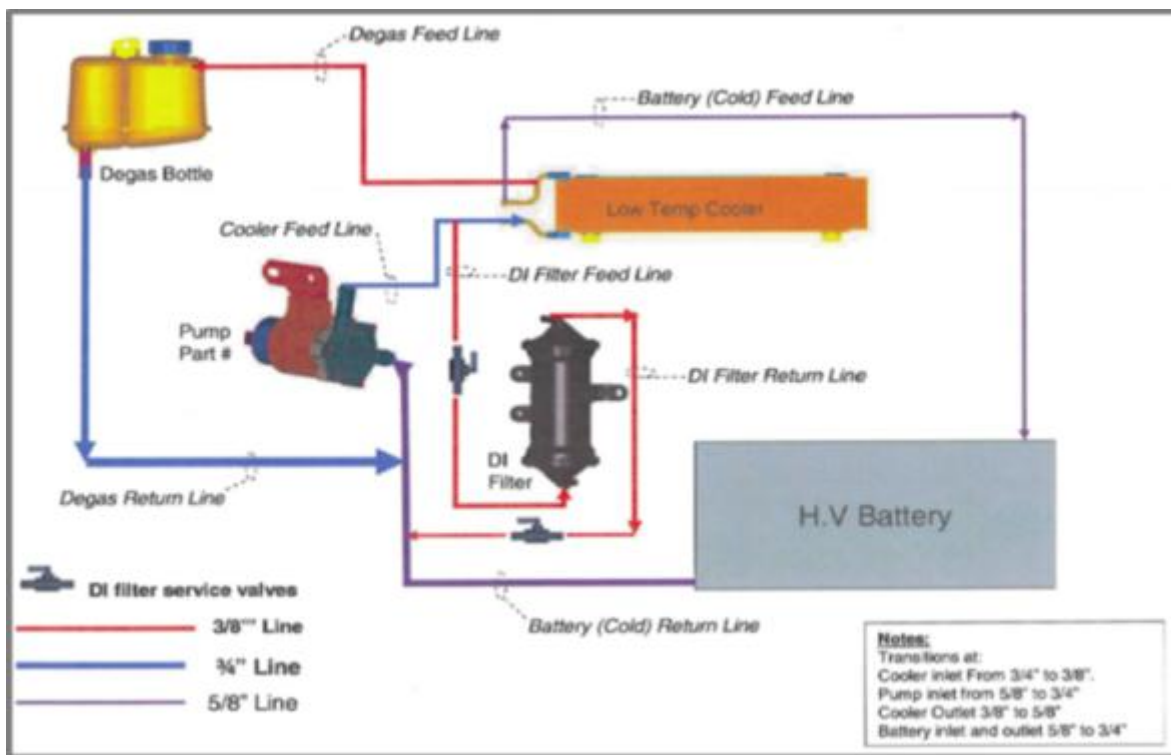 Degas Feed Line
Battery (Cold) Feed Line
Degas Bottle
Low Temp Cooler
Cooler Feed Line
DI Filter Feed Line
Pump
Part #
DI Filter Return Line
DI
Filter
Degas Return Line
H.V Battery
DI filter service valves
3/8"" Line
¾" Line
5/8" Line
Battery (Cold) Return Line
Notes:
Transitions at:
Cooler inlet From 3/4" to 3/8".
Pump inlet from 5/8" to 3/4"
Cooler Outlet 3/8" to 5/8"
Battery inlet and outlet 5/8" to 3/4"